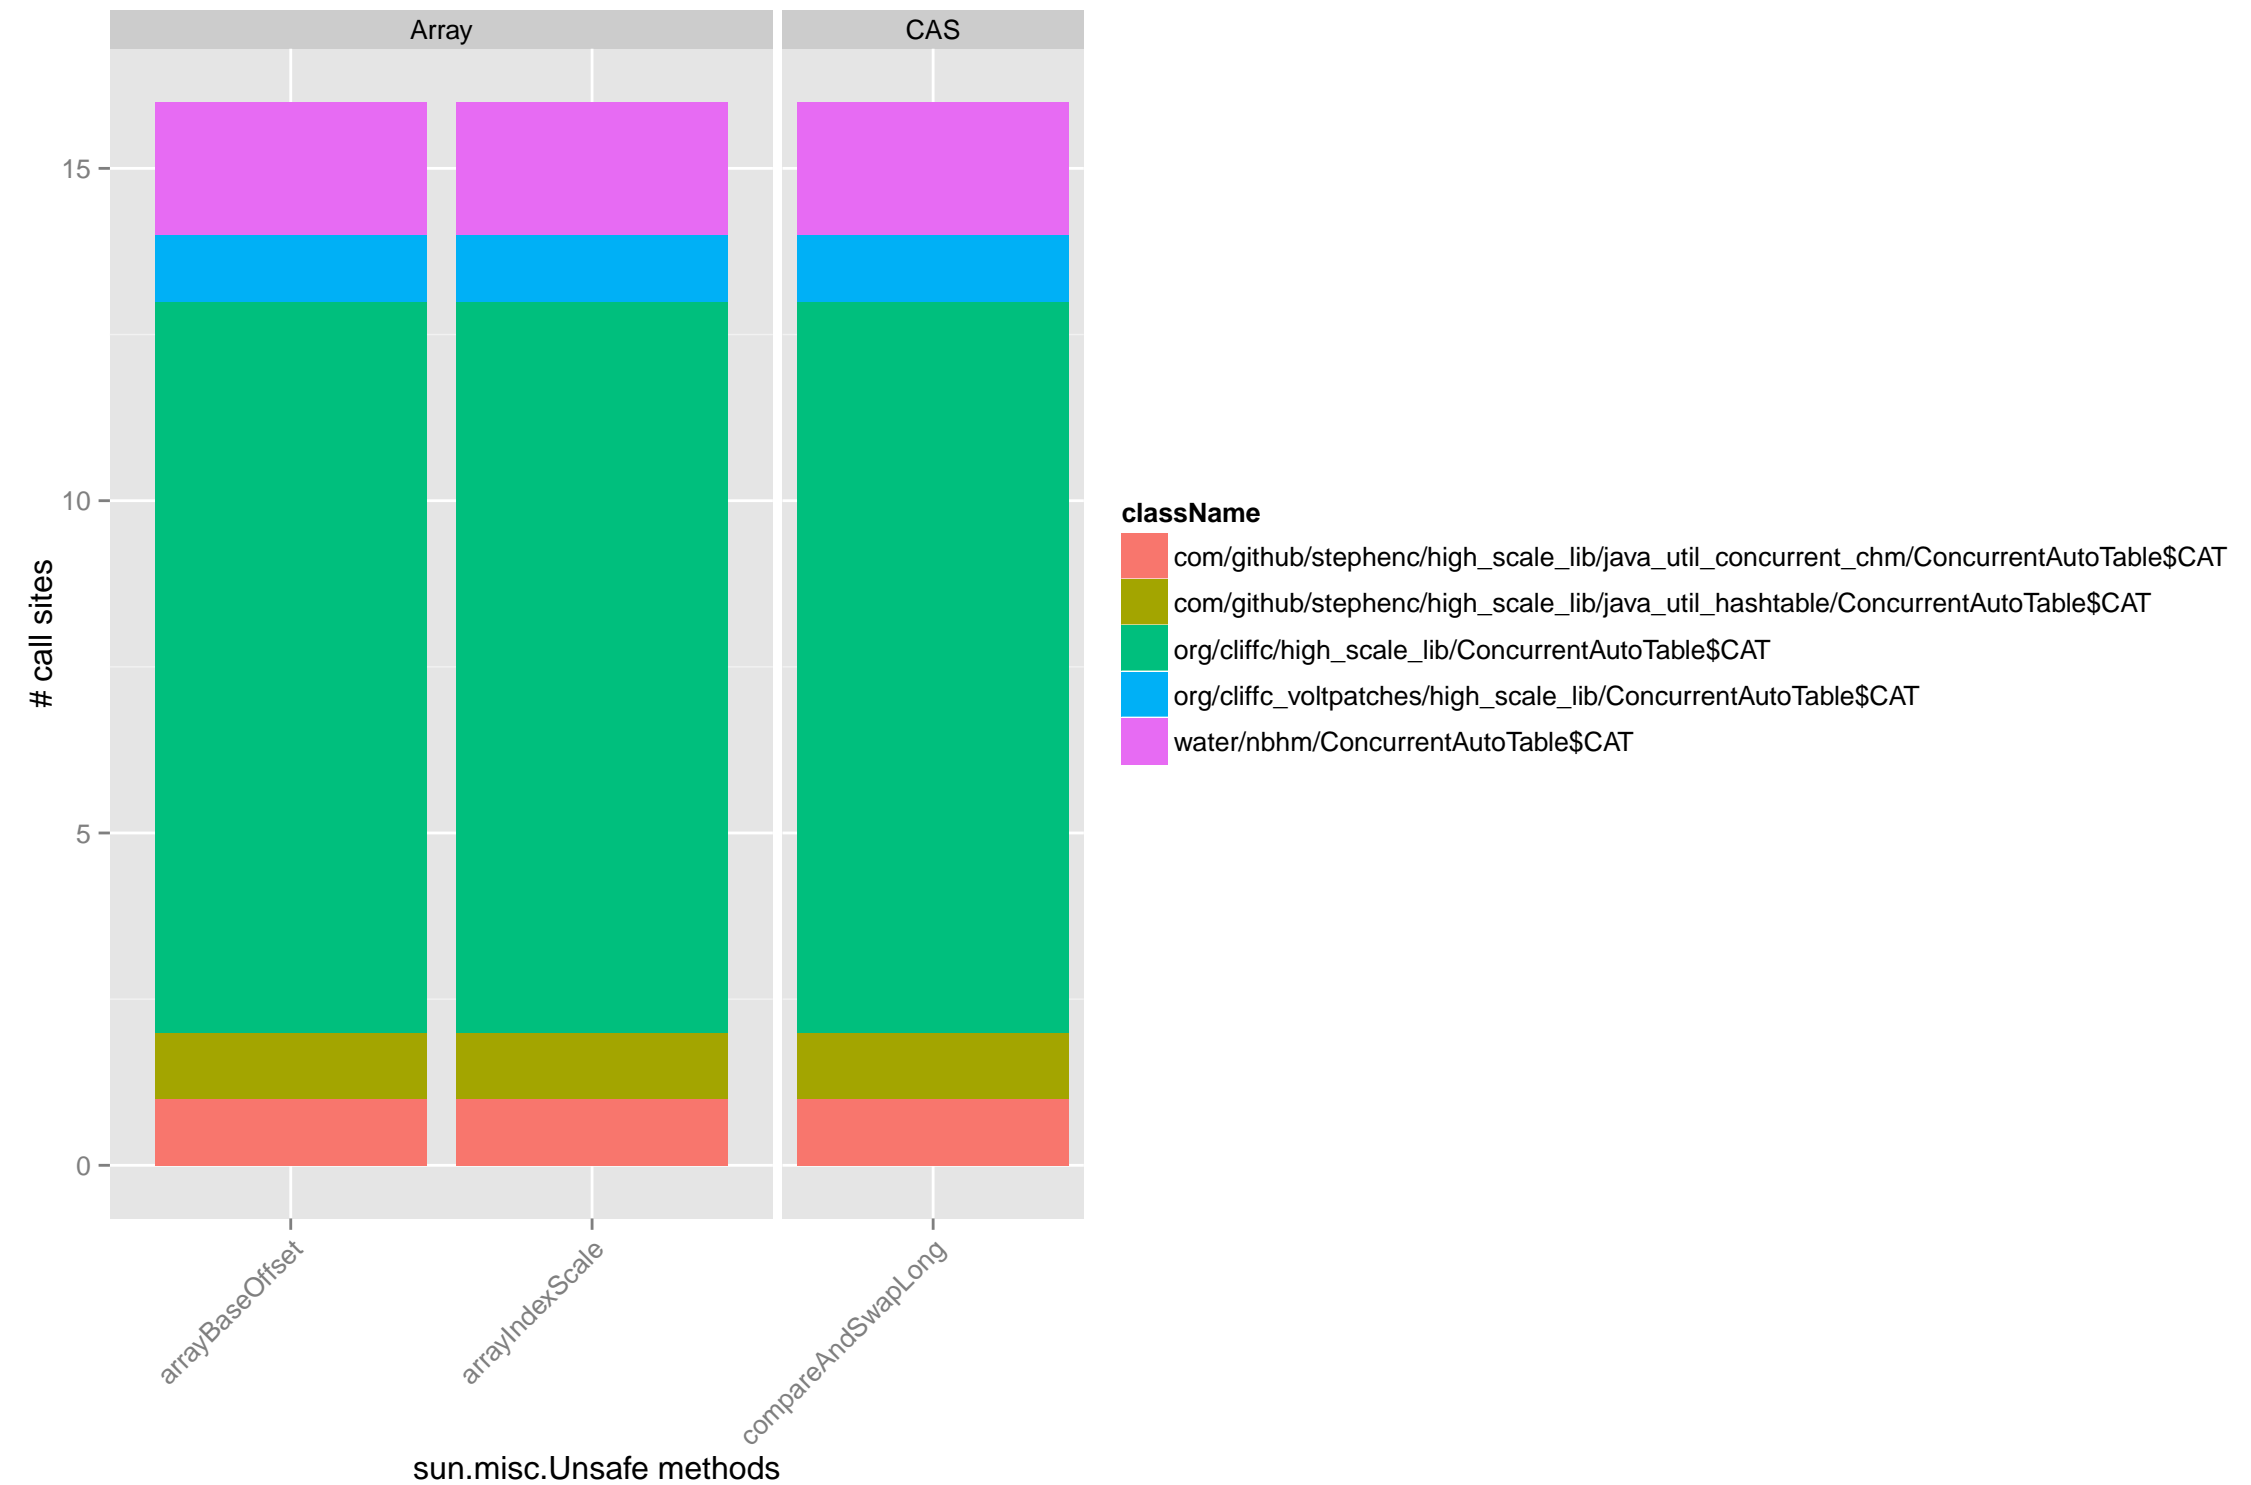 Array
CAS
15
10
5
0
# call sites
arrayBaseOffset
arrayIndexScale
compareAndSwapLong
sun.misc.Unsafe methods
className
com/github/stephenc/high_scale_lib/java_util_concurrent_chm/ConcurrentAutoTable$CAT
com/github/stephenc/high_scale_lib/java_util_hashtable/ConcurrentAutoTable$CAT
org/cliffc/high_scale_lib/ConcurrentAutoTable$CAT
org/cliffc_voltpatches/high_scale_lib/ConcurrentAutoTable$CAT
water/nbhm/ConcurrentAutoTable$CAT